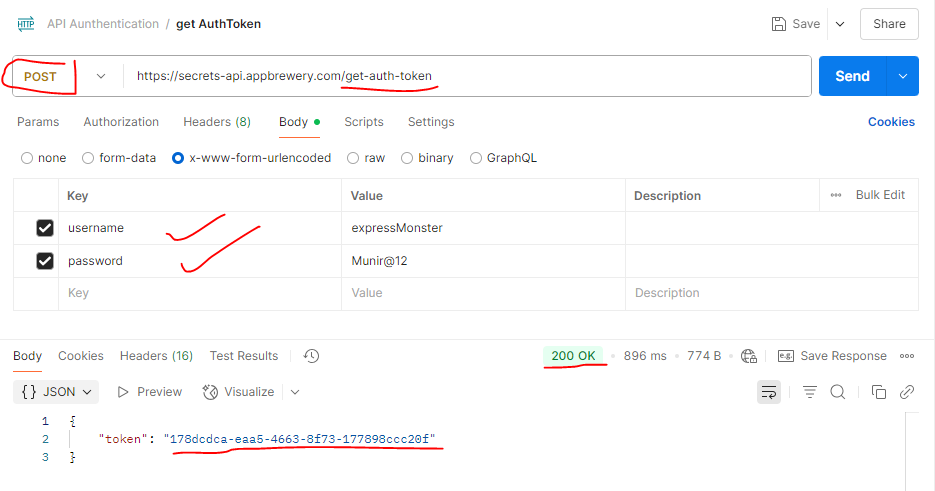 HTTP API Aunthentication / get AuthToken Save Share
POST https://secrets-api.appbrewery.com/get-auth-token Send
Params Authorization Headers (8) Body Scripts Settings Cookies
none form-data x-www-form-urlencoded raw binary GraphQL
Key Value Description ••• Bulk Edit
username expressMonster
password Munir@12
Key Value Description
Body Cookies Headers (16) Test Results 200 OK • 896 ms • 774 B • e.g. Save Response •••
{} JSON Preview Visualize
1 {
2 "token": "178dcdca-eaa5-4663-8f73-177898ccc20f"
3 }